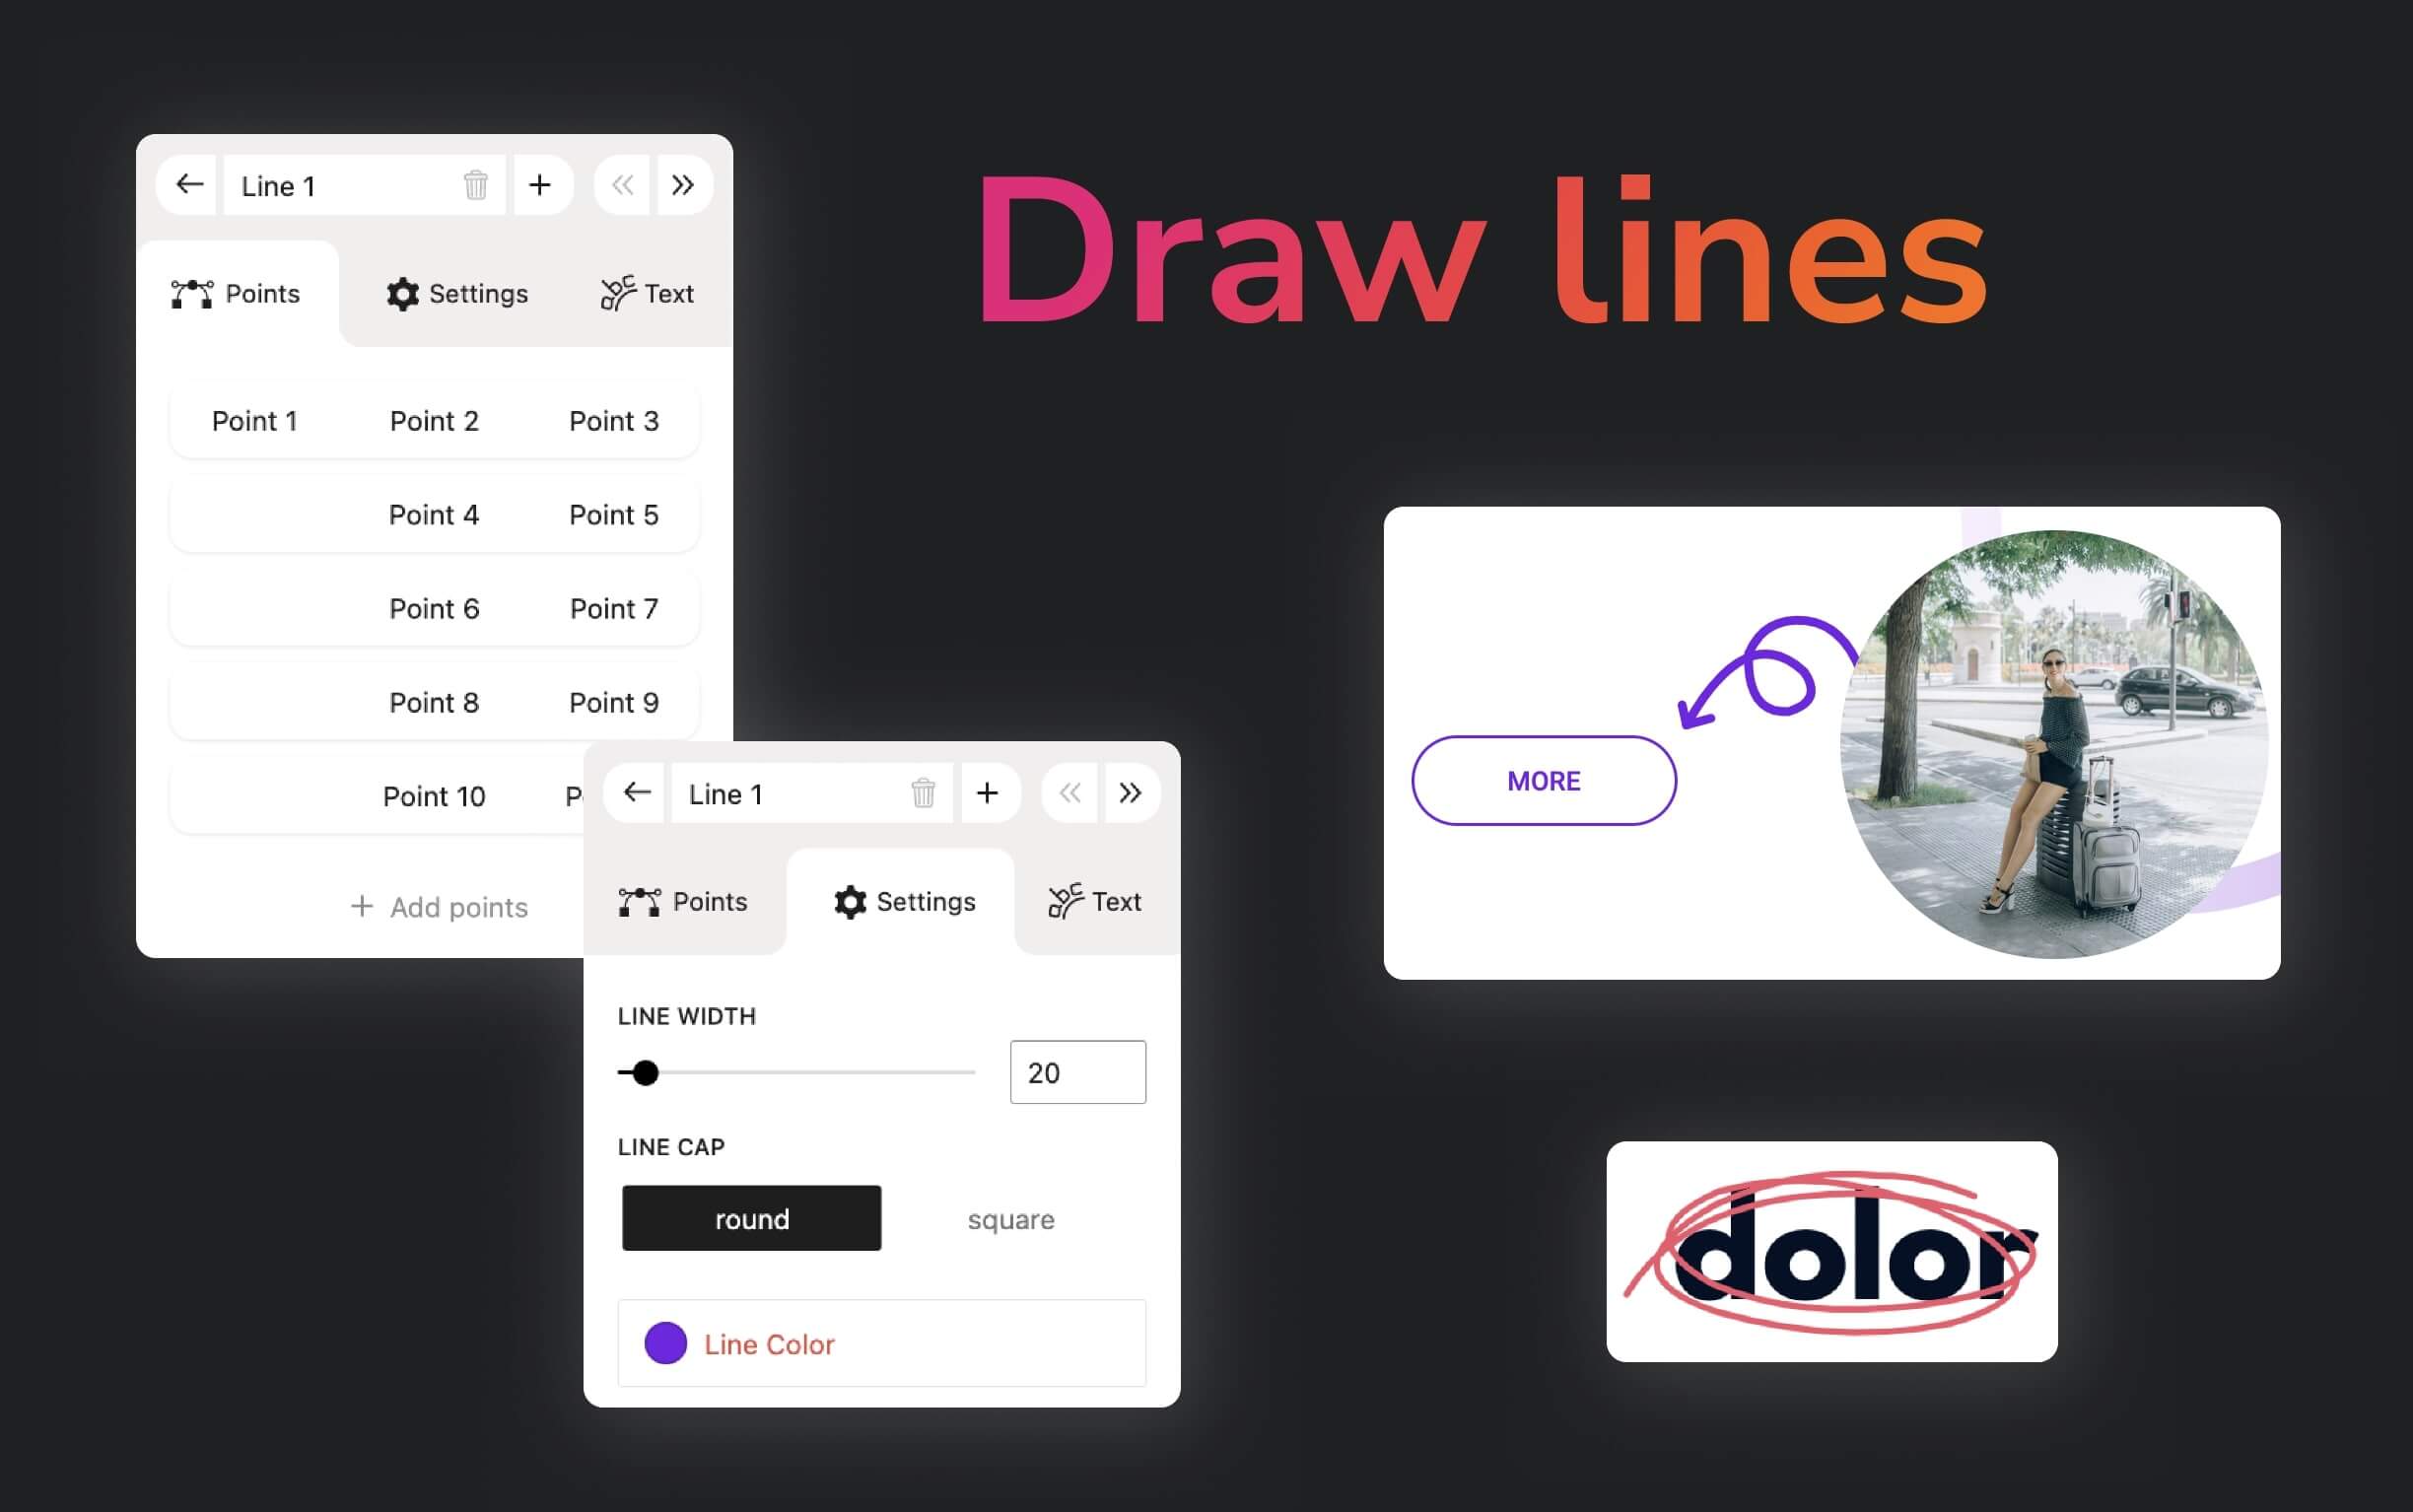 Draw lines
Line 1
Points Settings Text
Point 1 Point 2 Point 3
Point 4 Point 5
Point 6 Point 7
Point 8 Point 9
Point 10
+ Add points
Line 1
Points Settings Text
LINE WIDTH
20
LINE CAP
round square
Line Color
MORE
dolor